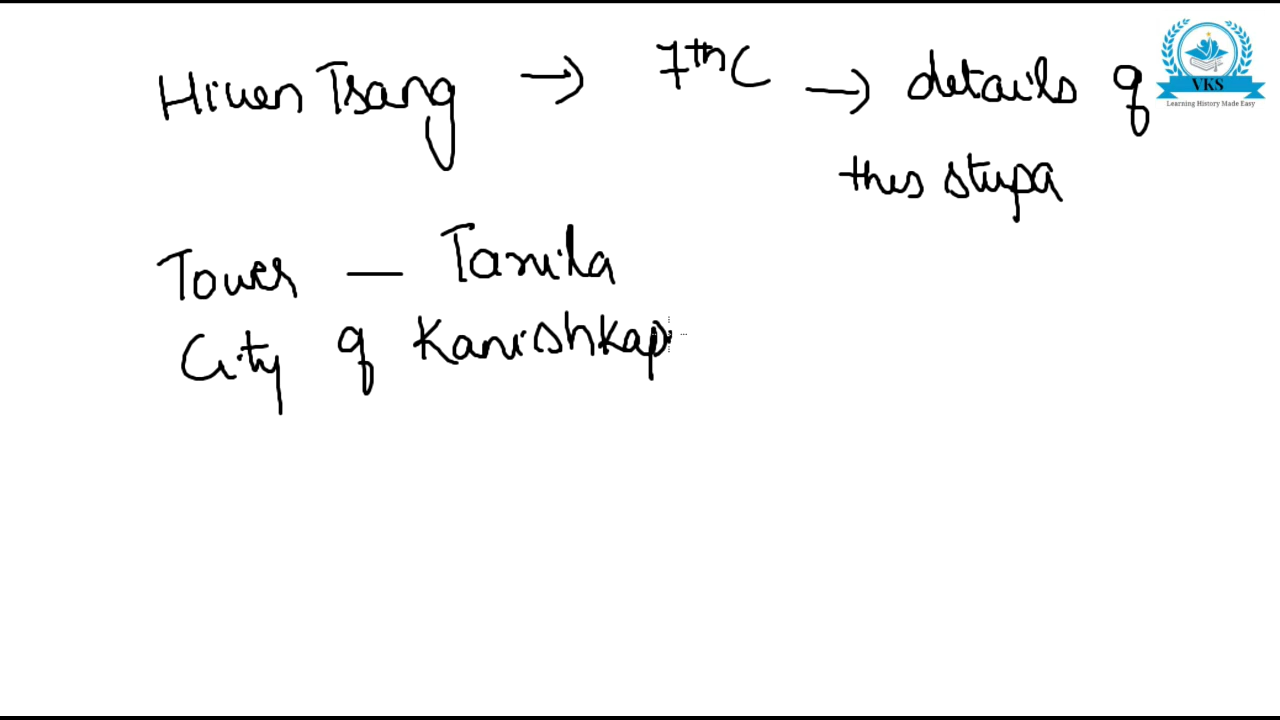 Hiuen Tsang → 7th C → details of
this stupa
VKS
Learning History Made Easy
Tower — Taxila
City of Kanishkap